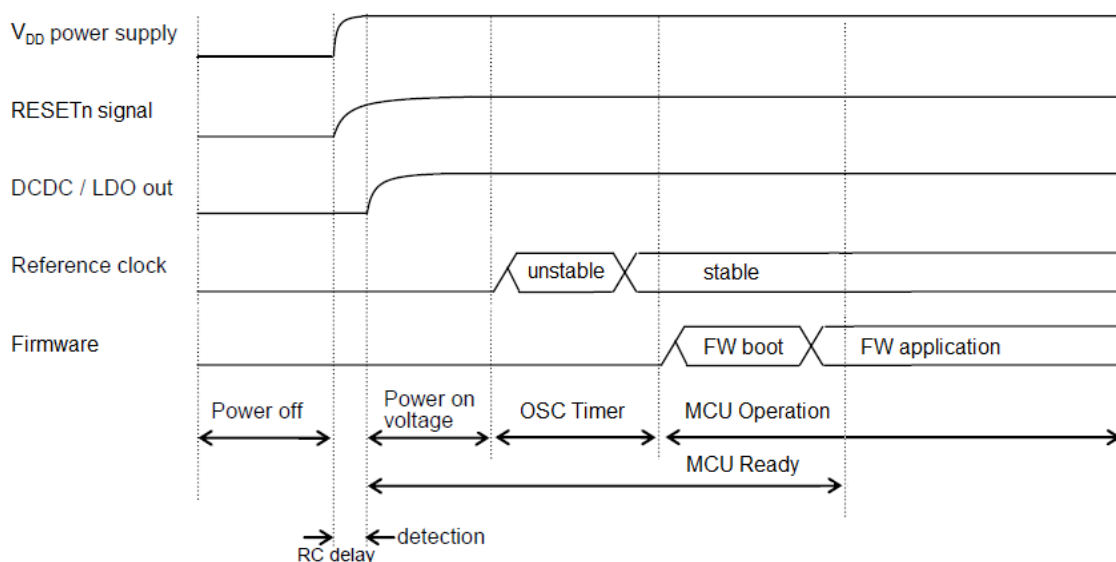 VDD power supply
RESETn signal
DCDC / LDO out
Reference clock
unstable
stable
Firmware
FW boot
FW application
Power off
Power on
voltage
OSC Timer
MCU Operation
MCU Ready
detection
RC delay